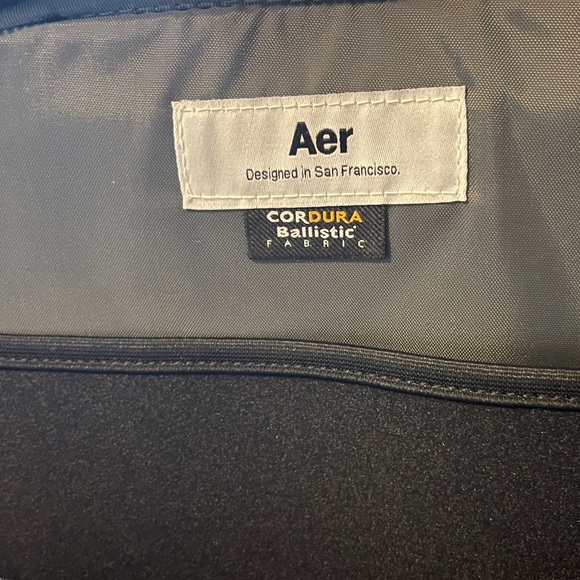 Aer
Designed in San Francisco.
CORDURA
Ballistic®
FABRIC